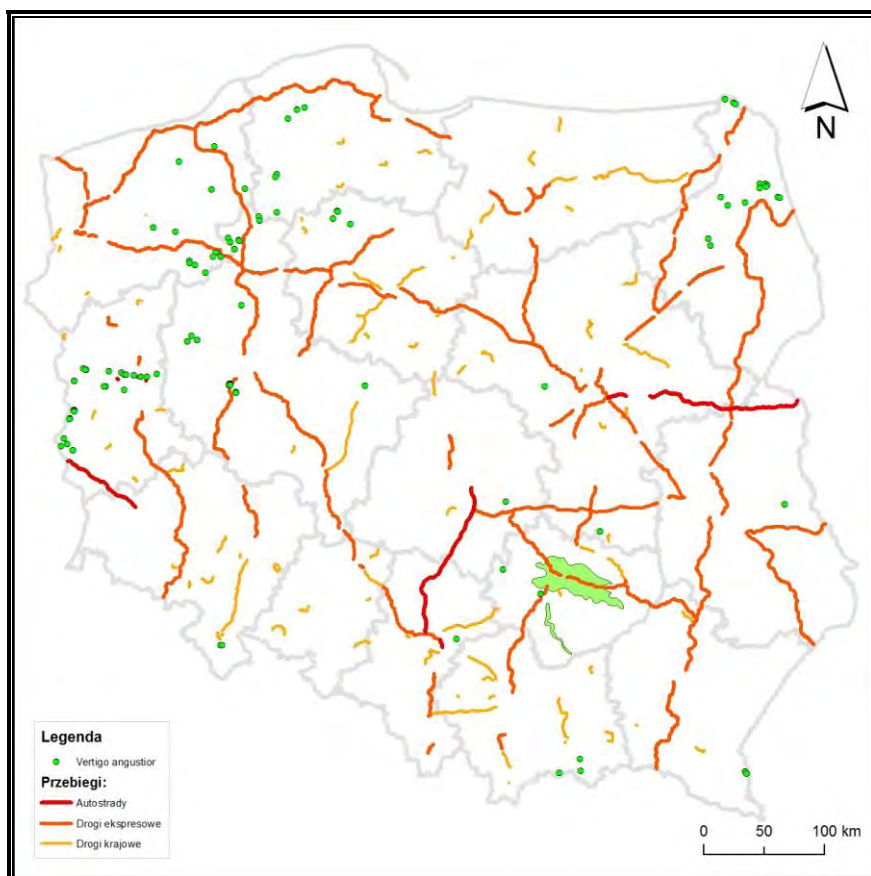 N
Legenda
Vertigo angustior
Przebiegi:
Autostrady
Drogi ekspresowe
Drogi krajowe
0 50 100 km